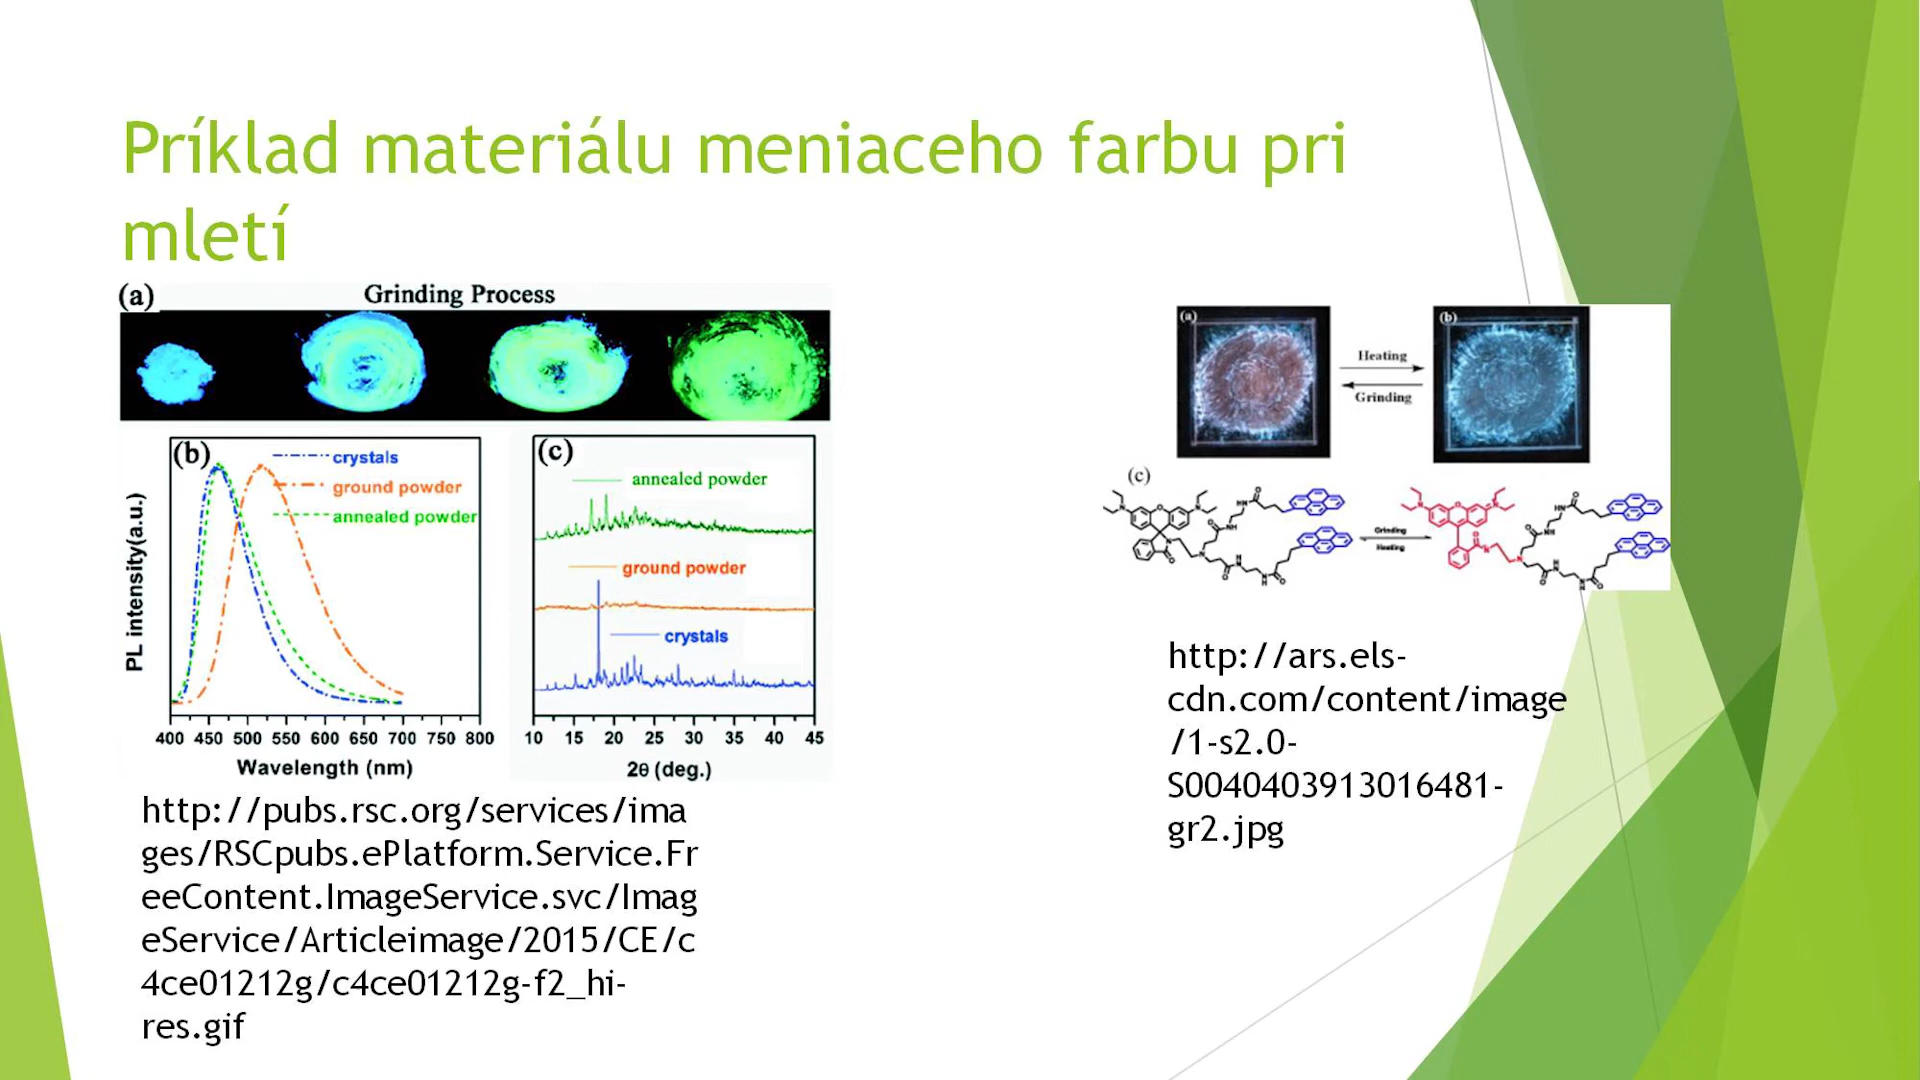 Príklad materiálu meniaceho farbu pri
mletí
(a) Grinding Process
(b)
crystals
ground powder
annealed powder
PL intensity(a.u.)
400 450 500 550 600 650 700 750 800
Wavelength (nm)
(c)
annealed powder
ground powder
crystals
10 15 20 25 30 35 40 45
2θ (deg.)
http://pubs.rsc.org/services/ima
ges/RSCpubs.ePlatform.Service.Fr
eeContent.ImageService.svc/Imag
eService/Articleimage/2015/CE/c
4ce01212g/c4ce01212g-f2_hi-
res.gif
(a)
Heating
Grinding
(b)
(c)
Grinding
Heating
http://ars.els-
cdn.com/content/image
/1-s2.0-
S0040403913016481-
gr2.jpg